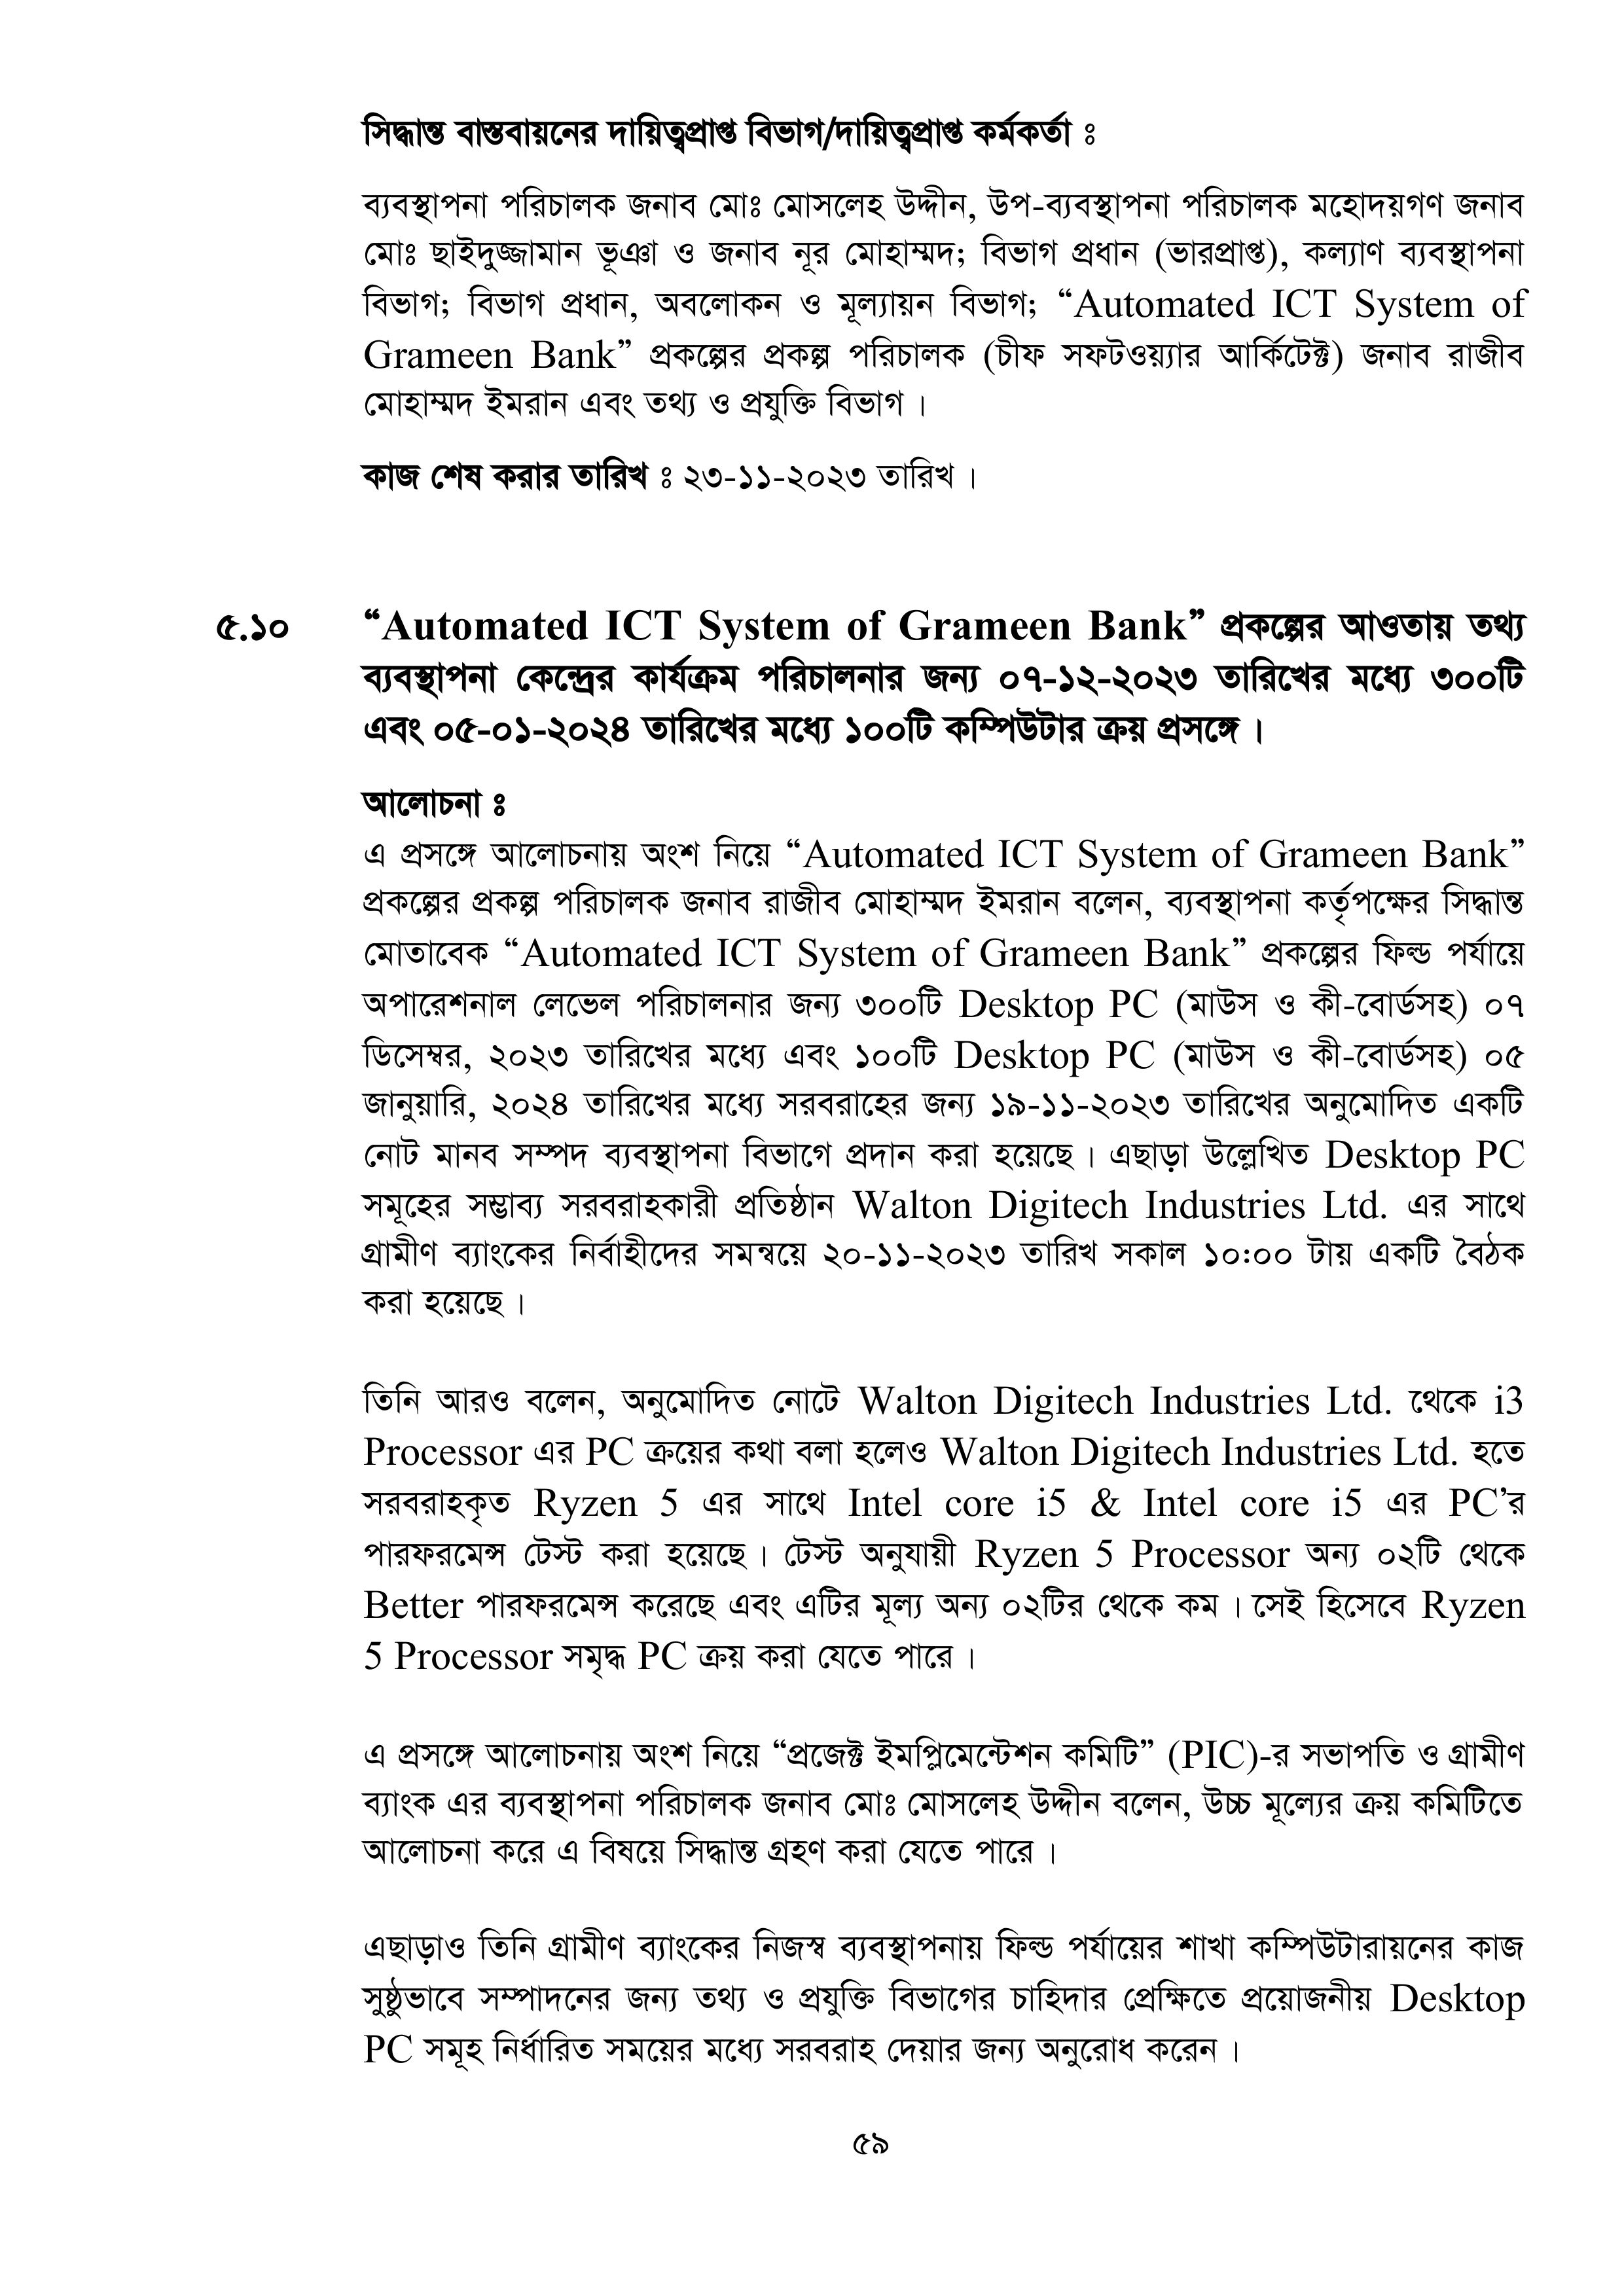 সিদ্ধান্ত বাস্তবায়নের দায়িত্বপ্রাপ্ত বিভাগ/দায়িত্বপ্রাপ্ত কর্মকর্তা ঃ
ব্যবস্থাপনা পরিচালক জনাব মোঃ মোসলেহ উদ্দীন, উপ-ব্যবস্থাপনা পরিচালক মহোদয়গণ জনাব
মোঃ ছাইদুজ্জামান ভূঞা ও জনাব নূর মোহাম্মদ; বিভাগ প্রধান (ভারপ্রাপ্ত), কল্যাণ ব্যবস্থাপনা
বিভাগ; বিভাগ প্রধান, অবলোকন ও মূল্যায়ন বিভাগ; “Automated ICT System of
Grameen Bank” প্রকল্পের প্রকল্প পরিচালক (চীফ সফটওয়্যার আর্কিটেক্ট) জনাব রাজীব
মোহাম্মদ ইমরান এবং তথ্য ও প্রযুক্তি বিভাগ।
কাজ শেষ করার তারিখ ঃ ২৩-১১-২০২৩ তারিখ।
৫.১০ “Automated ICT System of Grameen Bank” প্রকল্পের আওতায় তথ্য
ব্যবস্থাপনা কেন্দ্রের কার্যক্রম পরিচালনার জন্য ০৭-১২-২০২৩ তারিখের মধ্যে ৩০০টি
এবং ০৫-০১-২০২৪ তারিখের মধ্যে ১০০টি কম্পিউটার ক্রয় প্রসঙ্গে।
আলোচনা ঃ
এ প্রসঙ্গে আলোচনায় অংশ নিয়ে “Automated ICT System of Grameen Bank”
প্রকল্পের প্রকল্প পরিচালক জনাব রাজীব মোহাম্মদ ইমরান বলেন, ব্যবস্থাপনা কর্তৃপক্ষের সিদ্ধান্ত
মোতাবেক “Automated ICT System of Grameen Bank” প্রকল্পের ফিল্ড পর্যায়ে
অপারেশনাল লেভেল পরিচালনার জন্য ৩০০টি Desktop PC (মাউস ও কী-বোর্ডসহ) ০৭
ডিসেম্বর, ২০২৩ তারিখের মধ্যে এবং ১০০টি Desktop PC (মাউস ও কী-বোর্ডসহ) ০৫
জানুয়ারি, ২০২৪ তারিখের মধ্যে সরবরাহের জন্য ১৯-১১-২০২৩ তারিখের অনুমোদিত একটি
নোট মানব সম্পদ ব্যবস্থাপনা বিভাগে প্রদান করা হয়েছে। এছাড়া উল্লেখিত Desktop PC
সমূহের সম্ভাব্য সরবরাহকারী প্রতিষ্ঠান Walton Digitech Industries Ltd. এর সাথে
গ্রামীণ ব্যাংকের নির্বাহীদের সমন্বয়ে ২০-১১-২০২৩ তারিখ সকাল ১০:০০ টায় একটি বৈঠক
করা হয়েছে।
তিনি আরও বলেন, অনুমোদিত নোটে Walton Digitech Industries Ltd. থেকে i3
Processor এর PC ক্রয়ের কথা বলা হলেও Walton Digitech Industries Ltd. হতে
সরবরাহকৃত Ryzen 5 এর সাথে Intel core i5 & Intel core i5 এর PC’র
পারফরমেন্স টেস্ট করা হয়েছে। টেস্ট অনুযায়ী Ryzen 5 Processor অন্য ০২টি থেকে
Better পারফরমেন্স করেছে এবং এটির মূল্য অন্য ০২টির থেকে কম। সেই হিসেবে Ryzen
5 Processor সমৃদ্ধ PC ক্রয় করা যেতে পারে।
এ প্রসঙ্গে আলোচনায় অংশ নিয়ে “প্রজেক্ট ইমপ্লিমেন্টেশন কমিটি” (PIC)-র সভাপতি ও গ্রামীণ
ব্যাংক এর ব্যবস্থাপনা পরিচালক জনাব মোঃ মোসলেহ উদ্দীন বলেন, উচ্চ মূল্যের ক্রয় কমিটিতে
আলোচনা করে এ বিষয়ে সিদ্ধান্ত গ্রহণ করা যেতে পারে।
এছাড়াও তিনি গ্রামীণ ব্যাংকের নিজস্ব ব্যবস্থাপনায় ফিল্ড পর্যায়ের শাখা কম্পিউটারায়নের কাজ
সুষ্ঠুভাবে সম্পাদনের জন্য তথ্য ও প্রযুক্তি বিভাগের চাহিদার প্রেক্ষিতে প্রয়োজনীয় Desktop
PC সমূহ নির্ধারিত সময়ের মধ্যে সরবরাহ দেয়ার জন্য অনুরোধ করেন।
৫৯